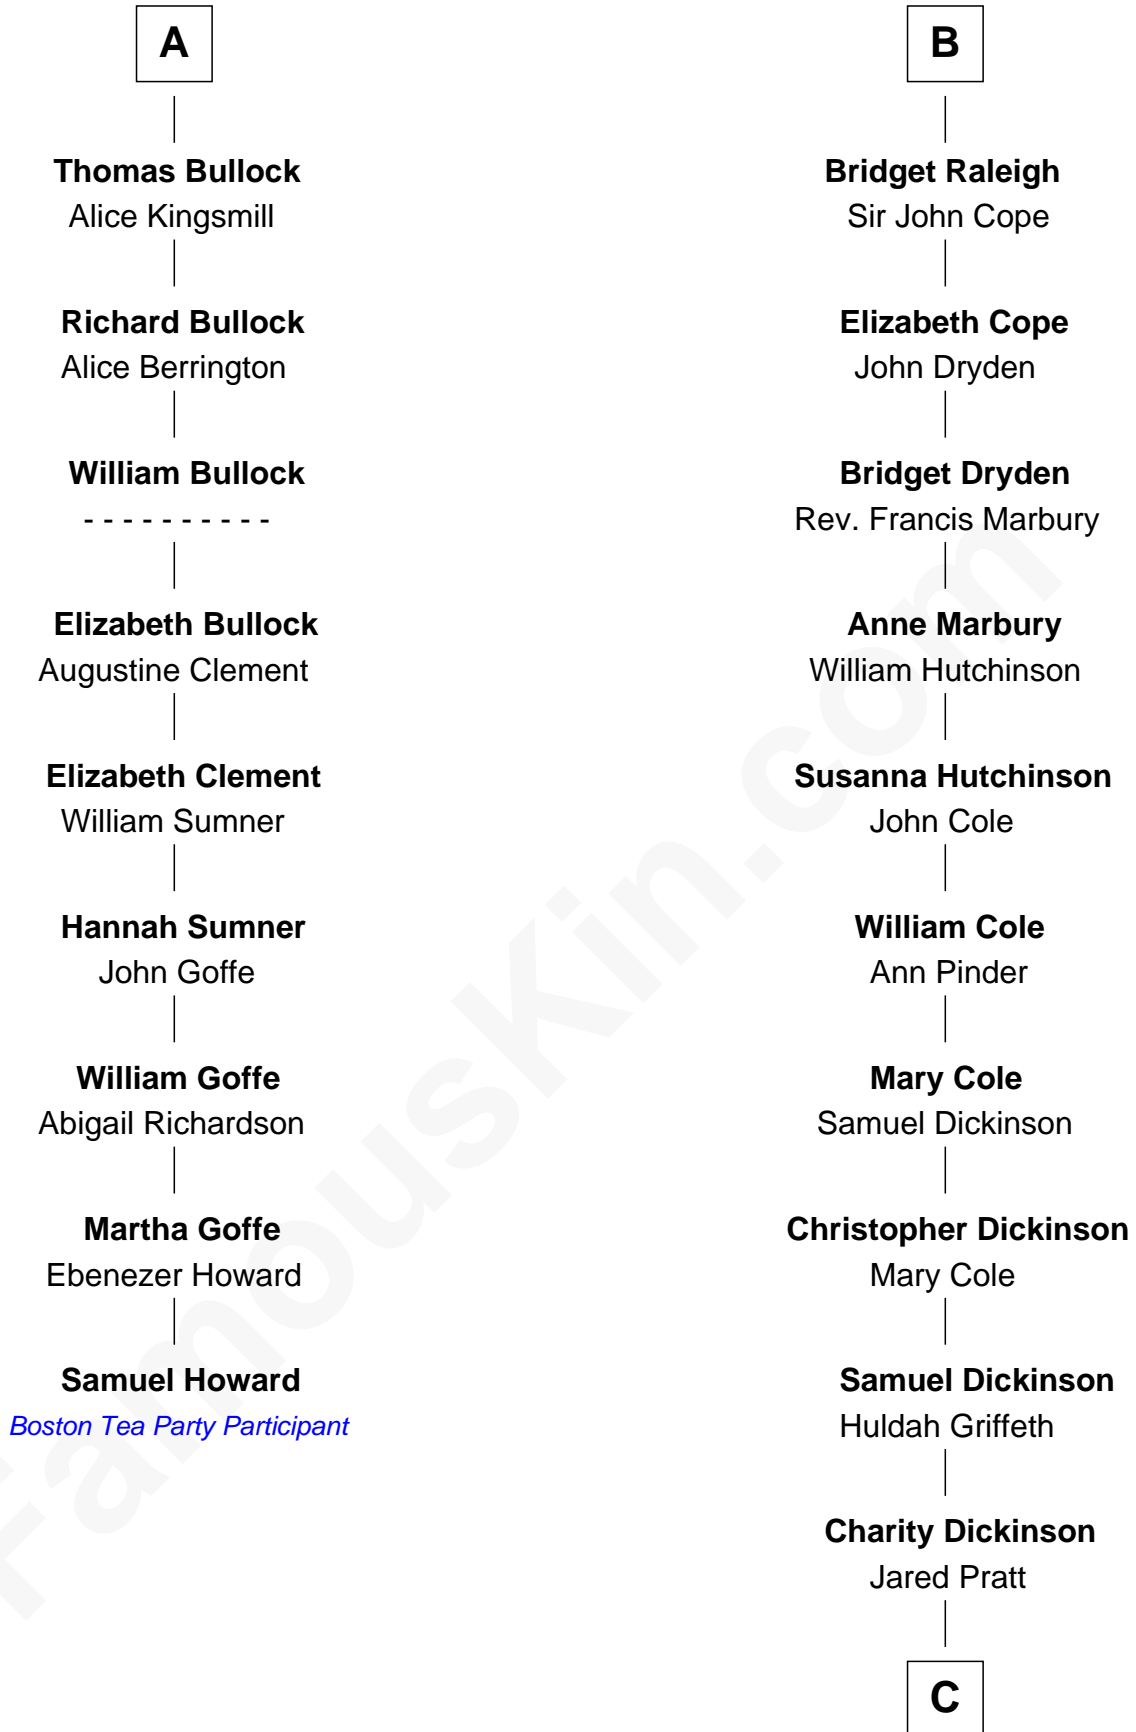 A
Thomas Bullock
Alice Kingsmill
Richard Bullock
Alice Berrington
William Bullock
- - - - - - - - - -
Elizabeth Bullock
Augustine Clement
Elizabeth Clement
William Sumner
Hannah Sumner
John Goffe
William Goffe
Abigail Richardson
Martha Goffe
Ebenezer Howard
Samuel Howard
Boston Tea Party Participant
B
Bridget Raleigh
Sir John Cope
Elizabeth Cope
John Dryden
Bridget Dryden
Rev. Francis Marbury
Anne Marbury
William Hutchinson
Susanna Hutchinson
John Cole
William Cole
Ann Pinder
Mary Cole
Samuel Dickinson
Christopher Dickinson
Mary Cole
Samuel Dickinson
Huldah Griffeth
Charity Dickinson
Jared Pratt
C
FamousKin.com